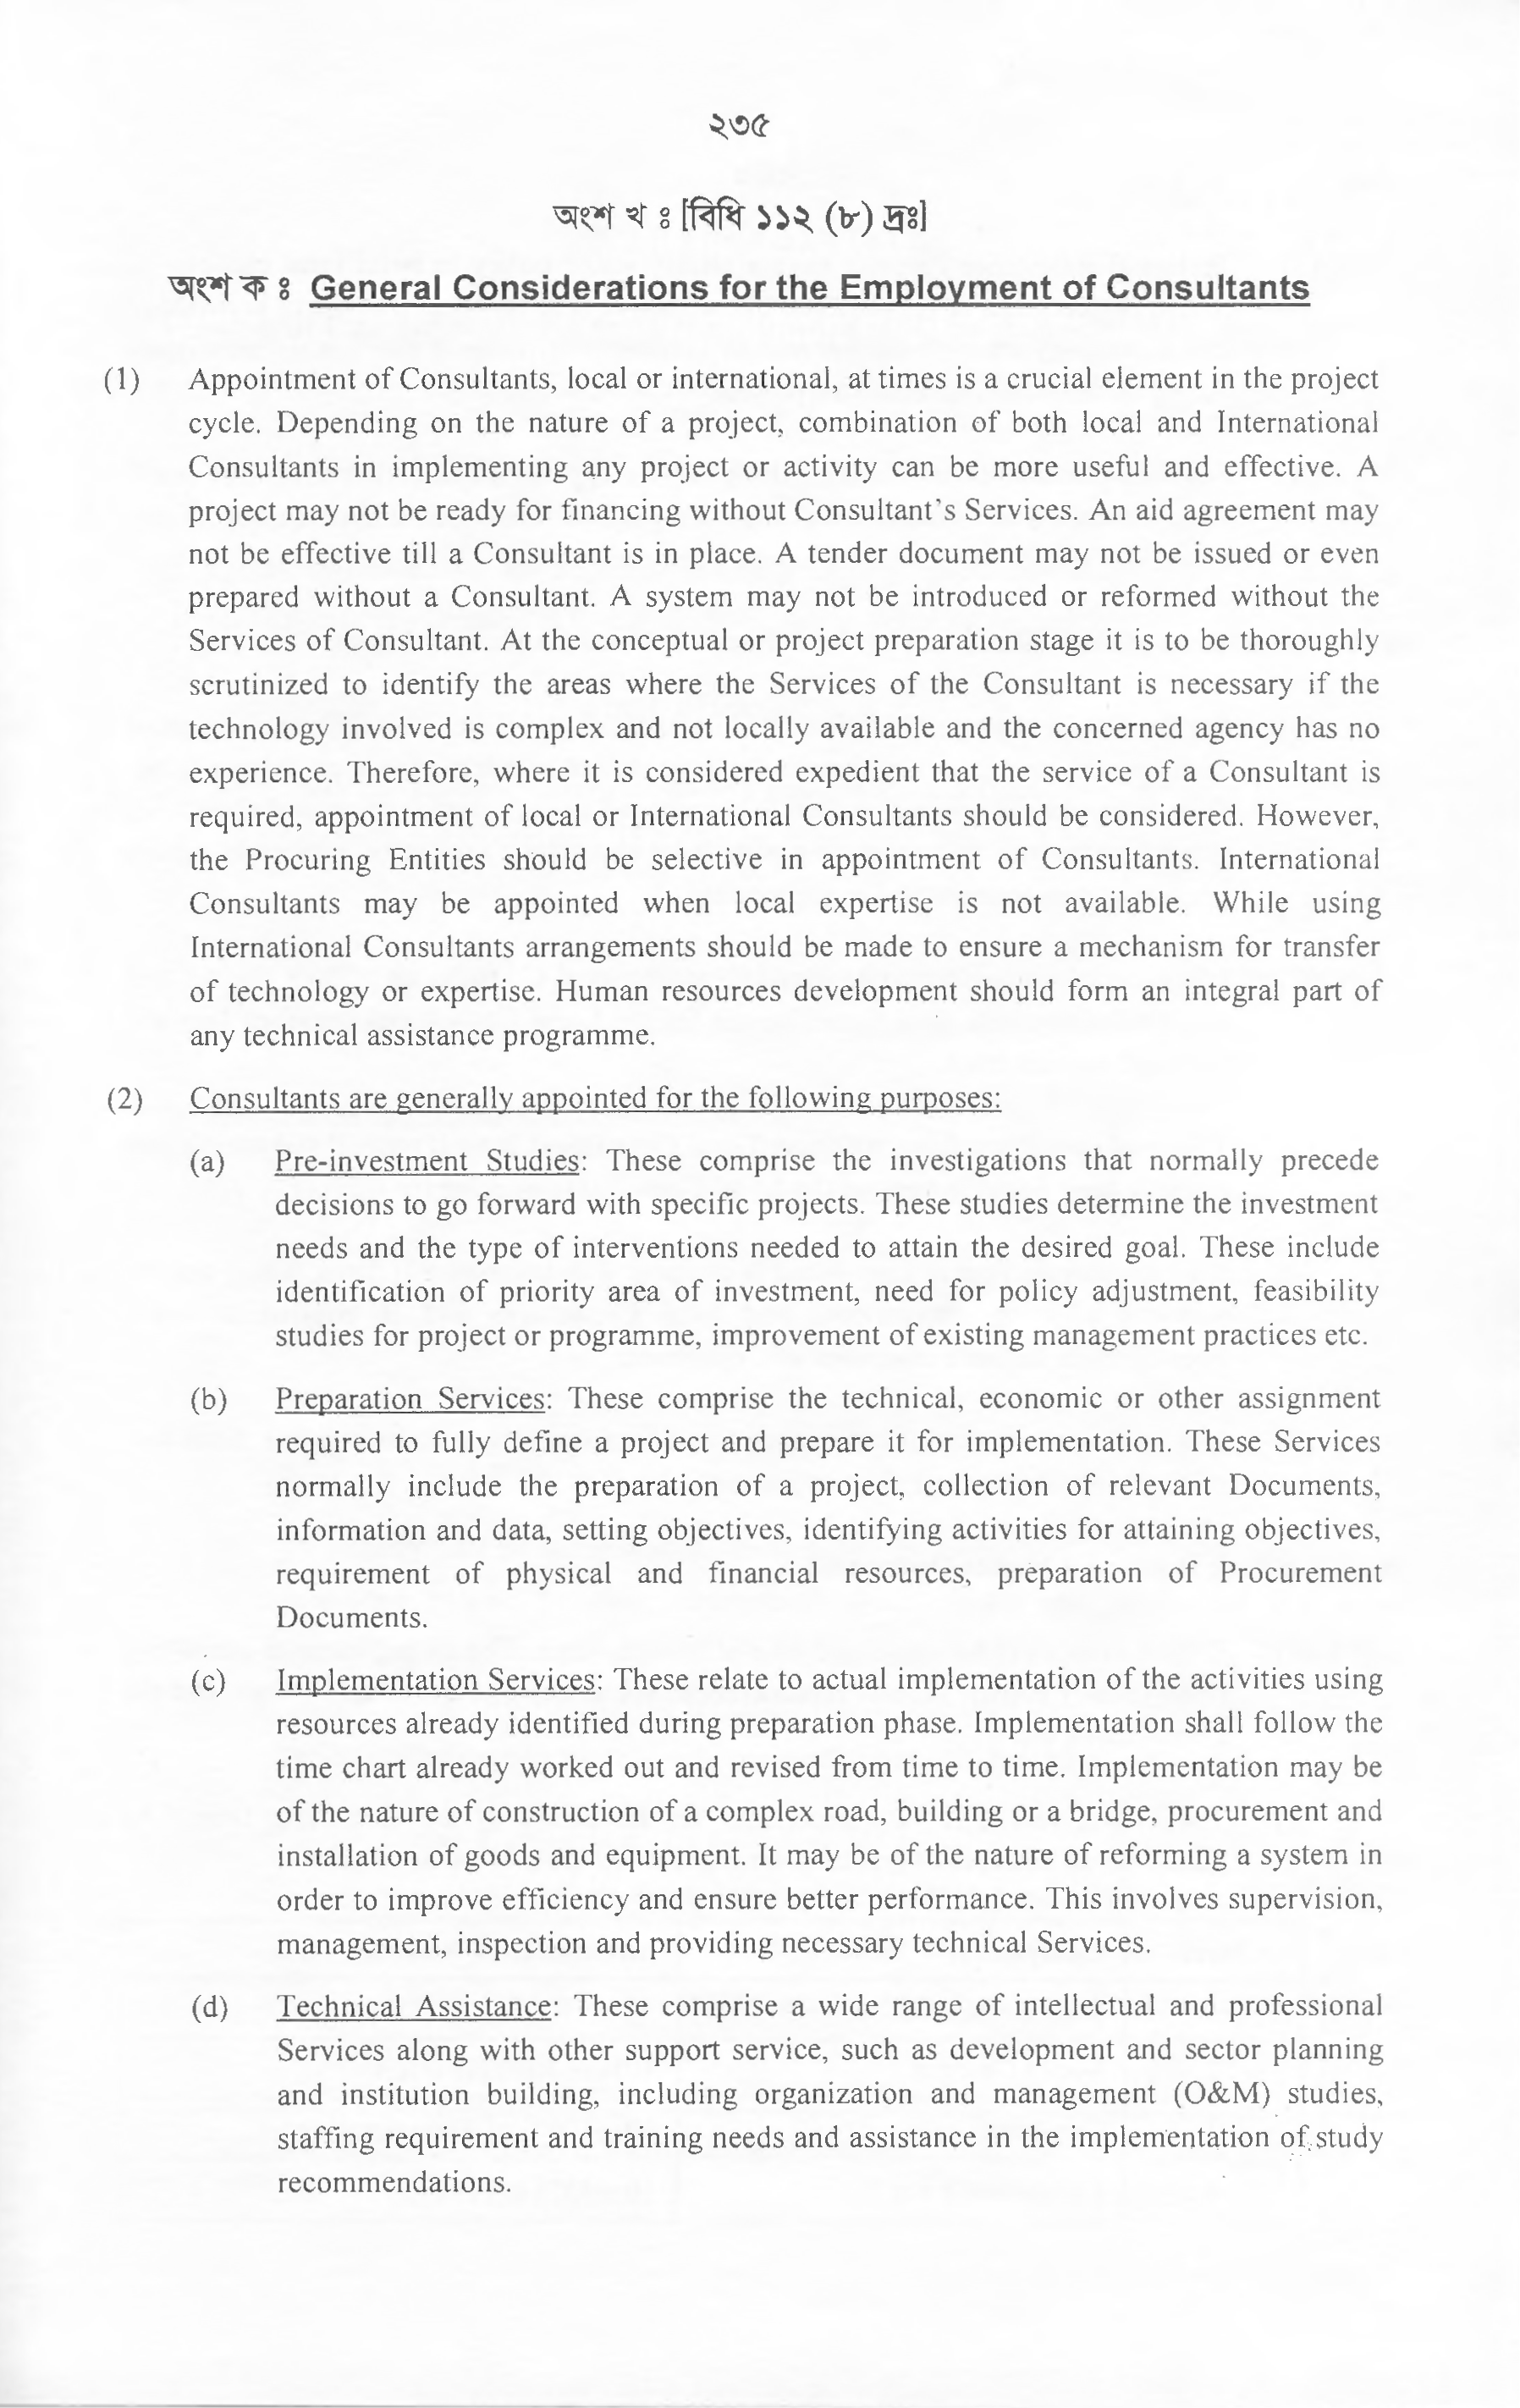 ২৩৫
অংশ খ ঃ [বিধি ১১২ (৮) দ্রঃ]
অংশ ক ঃ General Considerations for the Employment of Consultants
(1) Appointment of Consultants, local or international, at times is a crucial element in the project
cycle. Depending on the nature of a project, combination of both local and International
Consultants in implementing any project or activity can be more useful and effective. A
project may not be ready for financing without Consultant's Services. An aid agreement may
not be effective till a Consultant is in place. A tender document may not be issued or even
prepared without a Consultant. A system may not be introduced or reformed without the
Services of Consultant. At the conceptual or project preparation stage it is to be thoroughly
scrutinized to identify the areas where the Services of the Consultant is necessary if the
technology involved is complex and not locally available and the concerned agency has no
experience. Therefore, where it is considered expedient that the service of a Consultant is
required, appointment of local or International Consultants should be considered. However,
the Procuring Entities should be selective in appointment of Consultants. International
Consultants may be appointed when local expertise is not available. While using
International Consultants arrangements should be made to ensure a mechanism for transfer
of technology or expertise. Human resources development should form an integral part of
any technical assistance programme.
(2) Consultants are generally appointed for the following purposes:
(a) Pre-investment Studies: These comprise the investigations that normally precede
decisions to go forward with specific projects. These studies determine the investment
needs and the type of interventions needed to attain the desired goal. These include
identification of priority area of investment, need for policy adjustment, feasibility
studies for project or programme, improvement of existing management practices etc.
(b) Preparation Services: These comprise the technical, economic or other assignment
required to fully define a project and prepare it for implementation. These Services
normally include the preparation of a project, collection of relevant Documents,
information and data, setting objectives, identifying activities for attaining objectives,
requirement of physical and financial resources, preparation of Procurement
Documents.
(c) Implementation Services: These relate to actual implementation of the activities using
resources already identified during preparation phase. Implementation shall follow the
time chart already worked out and revised from time to time. Implementation may be
of the nature of construction of a complex road, building or a bridge, procurement and
installation of goods and equipment. It may be of the nature of reforming a system in
order to improve efficiency and ensure better performance. This involves supervision,
management, inspection and providing necessary technical Services.
(d) Technical Assistance: These comprise a wide range of intellectual and professional
Services along with other support service, such as development and sector planning
and institution building, including organization and management (O&M) studies,
staffing requirement and training needs and assistance in the implementation of study
recommendations.